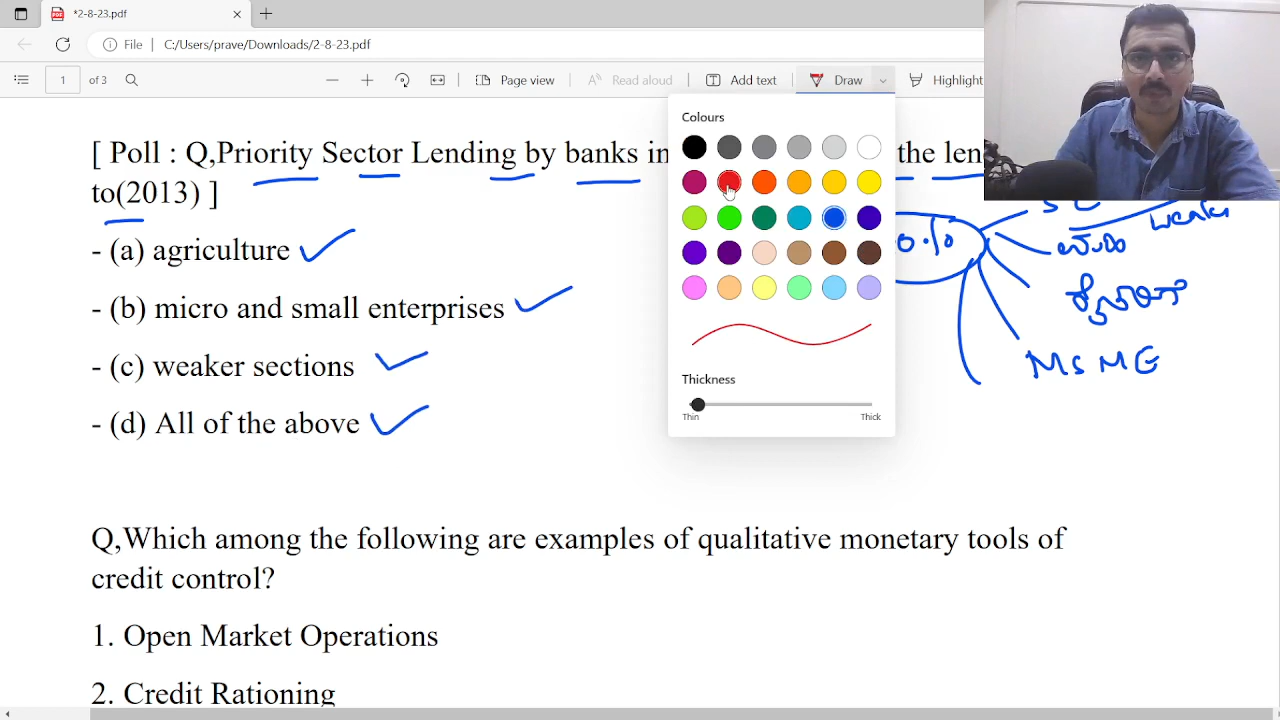 *2-8-23.pdf
File C:/Users/prave/Downloads/2-8-23.pdf
1 of 3 Page view Read aloud Add text Draw Highlight
Colours
[ Poll : Q,Priority Sector Lending by banks in the len
to(2013) ]
- (a) agriculture
- (b) micro and small enterprises
- (c) weaker sections
- (d) All of the above
weaker
MSME
Thickness
Thin Thick
Q,Which among the following are examples of qualitative monetary tools of
credit control?
1. Open Market Operations
2. Credit Rationing